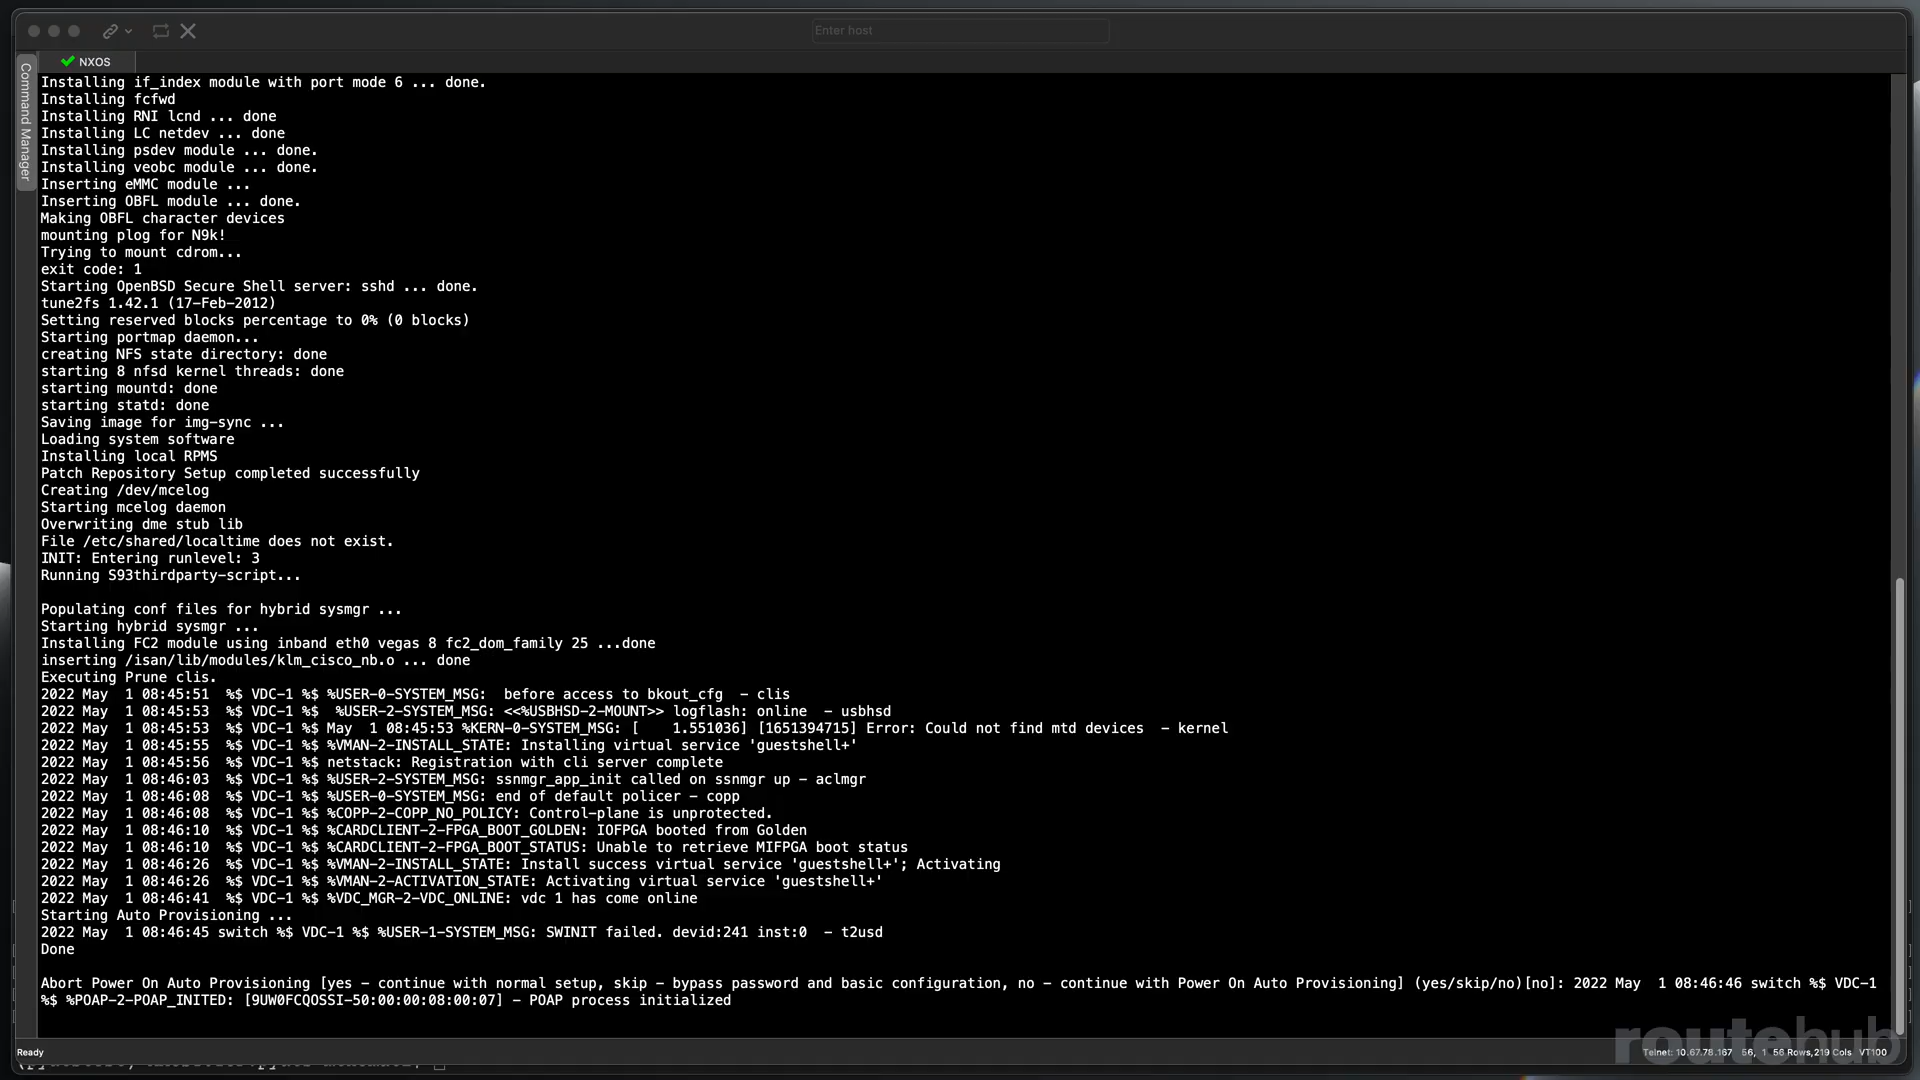 Enter host
NXOS
Command Manager
Installing if_index module with port mode 6 ... done.
Installing fcfwd
Installing RNI lcnd ... done
Installing LC netdev ... done
Installing psdev module ... done.
Installing veobc module ... done.
Inserting eMMC module ...
Inserting OBFL module ... done.
Making OBFL character devices
mounting plog for N9k!
Trying to mount cdrom...
exit code: 1
Starting OpenBSD Secure Shell server: sshd ... done.
tune2fs 1.42.1 (17-Feb-2012)
Setting reserved blocks percentage to 0% (0 blocks)
Starting portmap daemon...
creating NFS state directory: done
starting 8 nfsd kernel threads: done
starting mountd: done
starting statd: done
Saving image for img-sync ...
Loading system software
Installing local RPMS
Patch Repository Setup completed successfully
Creating /dev/mcelog
Starting mcelog daemon
Overwriting dme stub lib
File /etc/shared/localtime does not exist.
INIT: Entering runlevel: 3
Running S93thirdparty-script...
Populating conf files for hybrid sysmgr ...
Starting hybrid sysmgr ...
Installing FC2 module using inband eth0 vegas 8 fc2_dom_family 25 ...done
inserting /isan/lib/modules/klm_cisco_nb.o ... done
Executing Prune clis.
2022 May  1 08:45:51  %$ VDC-1 %$ %USER-0-SYSTEM_MSG:  before access to bkout_cfg  - clis
2022 May  1 08:45:53  %$ VDC-1 %$  %USER-2-SYSTEM_MSG: <<%USBHSD-2-MOUNT>> logflash: online  - usbhsd
2022 May  1 08:45:53  %$ VDC-1 %$ May  1 08:45:53 %KERN-0-SYSTEM_MSG: [    1.551036] [1651394715] Error: Could not find mtd devices  - kernel
2022 May  1 08:45:55  %$ VDC-1 %$ %VMAN-2-INSTALL_STATE: Installing virtual service 'guestshell+'
2022 May  1 08:45:56  %$ VDC-1 %$ netstack: Registration with cli server complete
2022 May  1 08:46:03  %$ VDC-1 %$ %USER-2-SYSTEM_MSG: ssnmgr_app_init called on ssnmgr up - aclmgr
2022 May  1 08:46:08  %$ VDC-1 %$ %USER-0-SYSTEM_MSG: end of default policer - copp
2022 May  1 08:46:08  %$ VDC-1 %$ %COPP-2-COPP_NO_POLICY: Control-plane is unprotected.
2022 May  1 08:46:10  %$ VDC-1 %$ %CARDCLIENT-2-FPGA_BOOT_GOLDEN: IOFPGA booted from Golden
2022 May  1 08:46:10  %$ VDC-1 %$ %CARDCLIENT-2-FPGA_BOOT_STATUS: Unable to retrieve MIFPGA boot status
2022 May  1 08:46:26  %$ VDC-1 %$ %VMAN-2-INSTALL_STATE: Install success virtual service 'guestshell+'; Activating
2022 May  1 08:46:26  %$ VDC-1 %$ %VMAN-2-ACTIVATION_STATE: Activating virtual service 'guestshell+'
2022 May  1 08:46:41  %$ VDC-1 %$ %VDC_MGR-2-VDC_ONLINE: vdc 1 has come online
Starting Auto Provisioning ...
2022 May  1 08:46:45 switch %$ VDC-1 %$ %USER-1-SYSTEM_MSG: SWINIT failed. devid:241 inst:0  - t2usd
Done
Abort Power On Auto Provisioning [yes - continue with normal setup, skip - bypass password and basic configuration, no - continue with Power On Auto Provisioning] (yes/skip/no)[no]: 2022 May  1 08:46:46 switch %$ VDC-1
%$ %POAP-2-POAP_INITED: [9UW0FCQOSSI-50:00:00:08:00:07] - POAP process initialized
routehub
Ready
Telnet: 10.67.78.167   56,  1  56 Rows,219 Cols  VT100